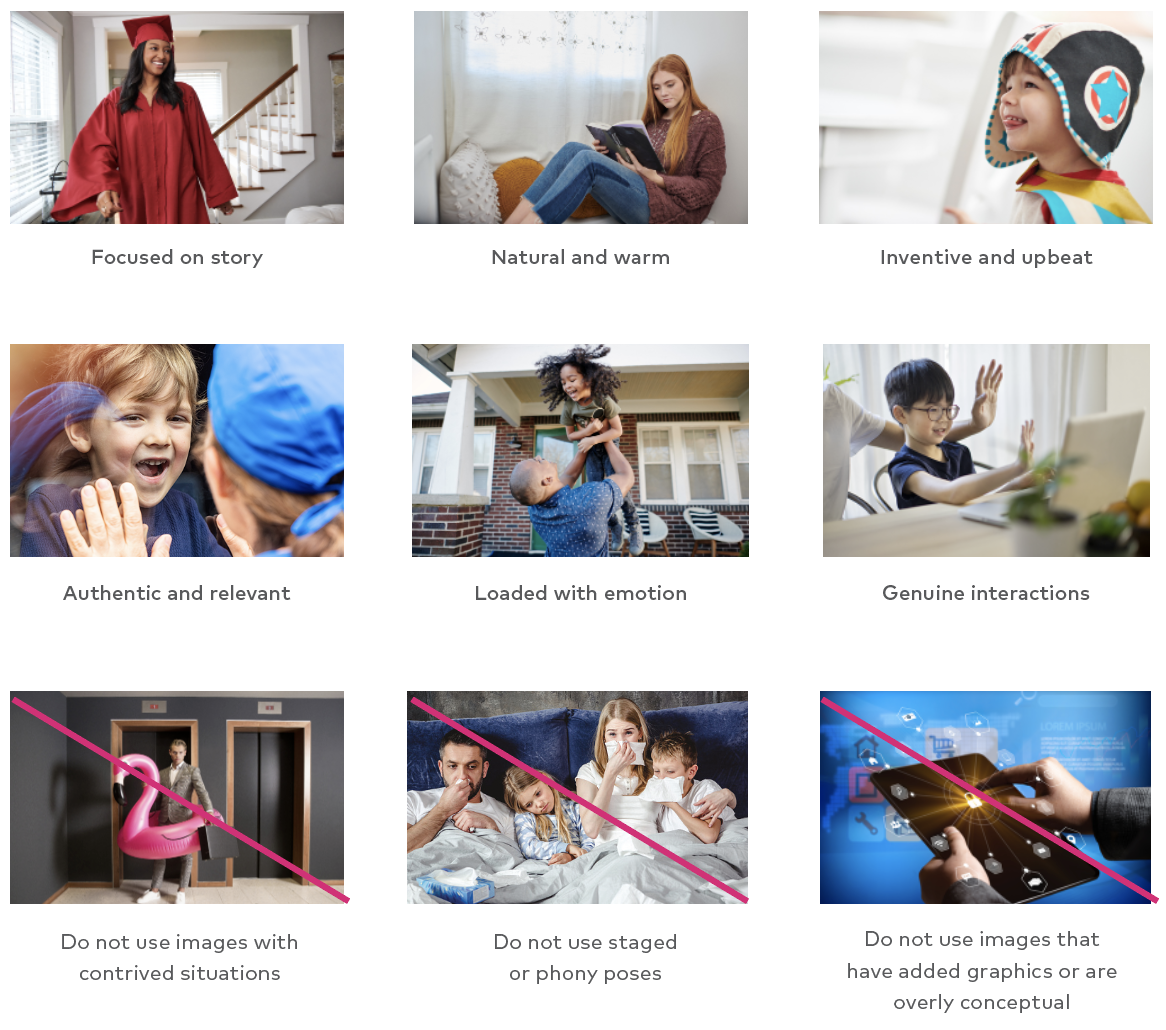 Focused on story
Natural and warm
Inventive and upbeat
Authentic and relevant
Loaded with emotion
Genuine interactions
LOREM IPSUM
Do not use images with
contrived situations
Do not use staged
or phony poses
Do not use images that
have added graphics or are
overly conceptual